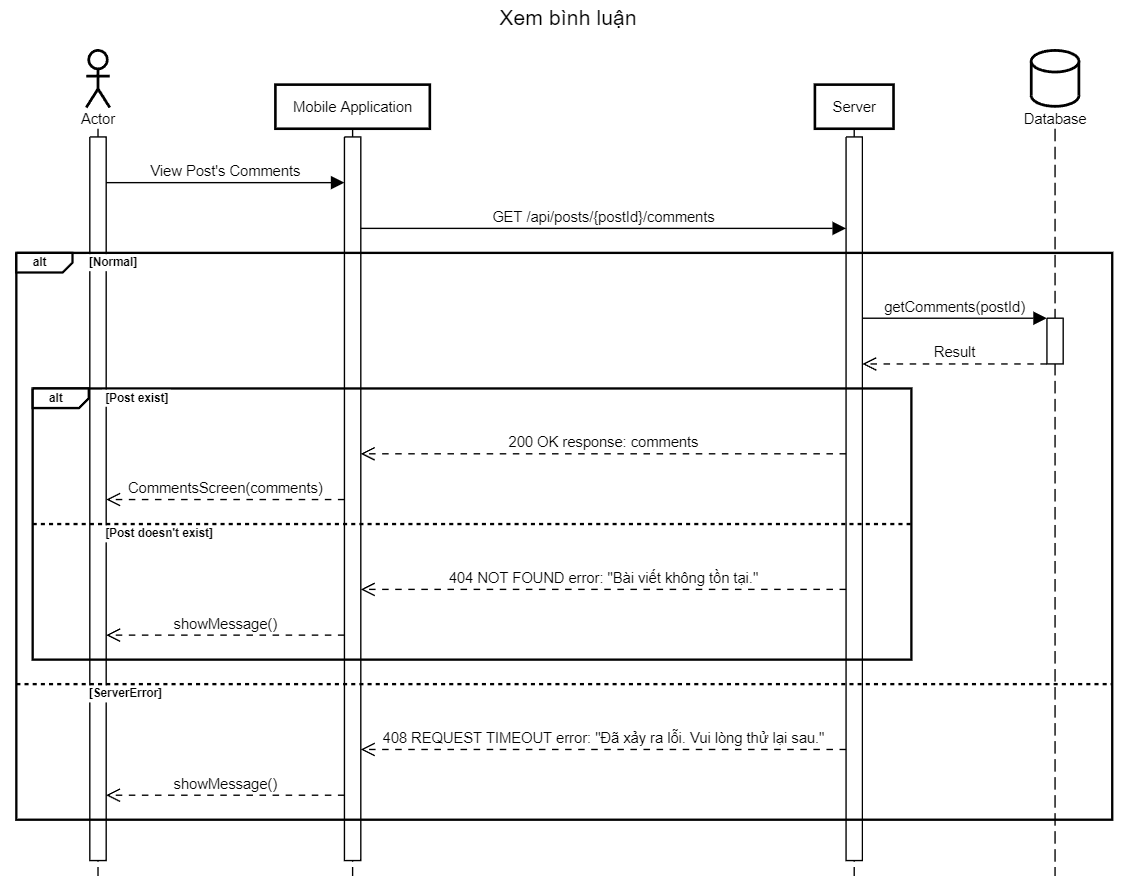 Xem bình luận
Actor
Mobile Application
Server
Database
View Post's Comments
GET /api/posts/{postId}/comments
alt
[Normal]
getComments(postId)
Result
alt
[Post exist]
200 OK response: comments
CommentsScreen(comments)
[Post doesn't exist]
404 NOT FOUND error: "Bài viết không tồn tại."
showMessage()
[ServerError]
408 REQUEST TIMEOUT error: "Đã xảy ra lỗi. Vui lòng thử lại sau."
showMessage()